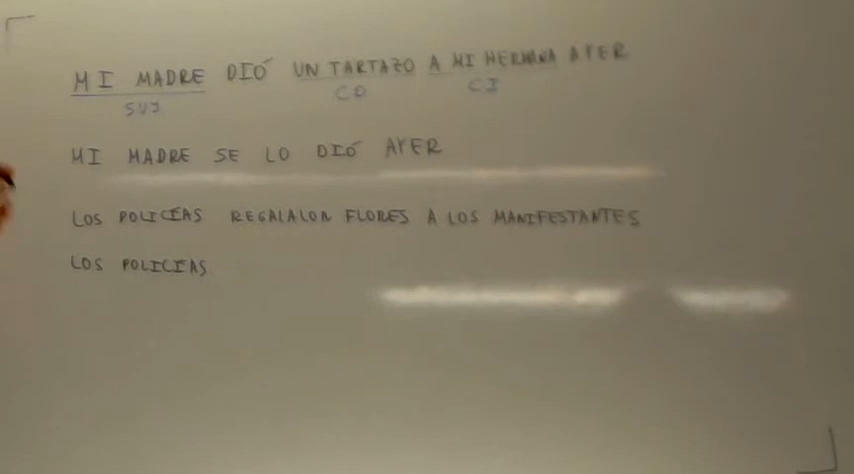 MI MADRE DIÓ UN TARTAZO A MI HERMANA AYER
SUJ CD CI
MI MADRE SE LO DIÓ AYER
LOS POLICÍAS REGALALON FLORES A LOS MANIFESTANTES
LOS POLICÍAS